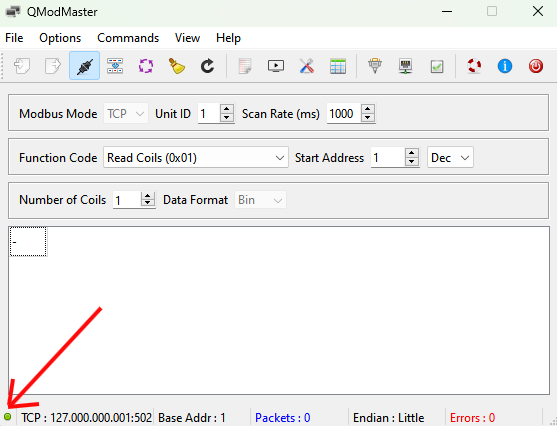 QModMaster
File Options Commands View Help
Modbus Mode TCP Unit ID 1 Scan Rate (ms) 1000
Function Code Read Coils (0x01) Start Address 1 Dec
Number of Coils 1 Data Format Bin
-
TCP : 127.000.000.001:502 Base Addr : 1 Packets : 0 Endian : Little Errors : 0